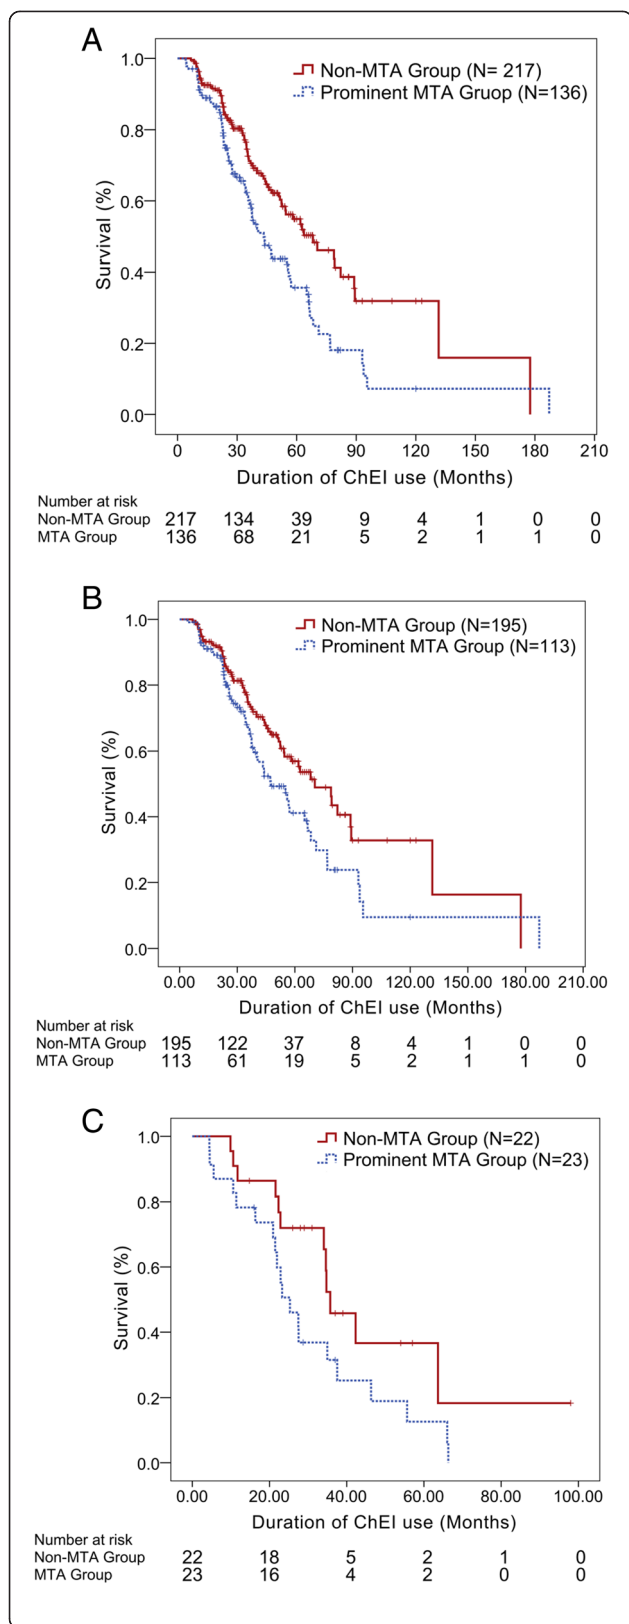 A
Non-MTA Group (N= 217)
Prominent MTA Gruop (N=136)
Survival (%)
1.0
0.8
0.6
0.4
0.2
0.0
0 30 60 90 120 150 180 210
Duration of ChEI use (Months)
Number at risk
Non-MTA Group 217 134 39 9 4 1 0 0
MTA Group 136 68 21 5 2 1 1 0
B
Non-MTA Group (N=195)
Prominent MTA Group (N=113)
Survival (%)
1.0
0.8
0.6
0.4
0.2
0.0
0.00 30.00 60.00 90.00 120.00 150.00 180.00 210.00
Duration of ChEI use (Months)
Number at risk
Non-MTA Group 195 122 37 8 4 1 0 0
MTA Group 113 61 19 5 2 1 1 0
C
Non-MTA Group (N=22)
Prominent MTA Group (N=23)
Survival (%)
1.0
0.8
0.6
0.4
0.2
0.0
0.00 20.00 40.00 60.00 80.00 100.00
Duration of ChEI use (Months)
Number at risk
Non-MTA Group 22 18 5 2 1 0
MTA Group 23 16 4 2 0 0